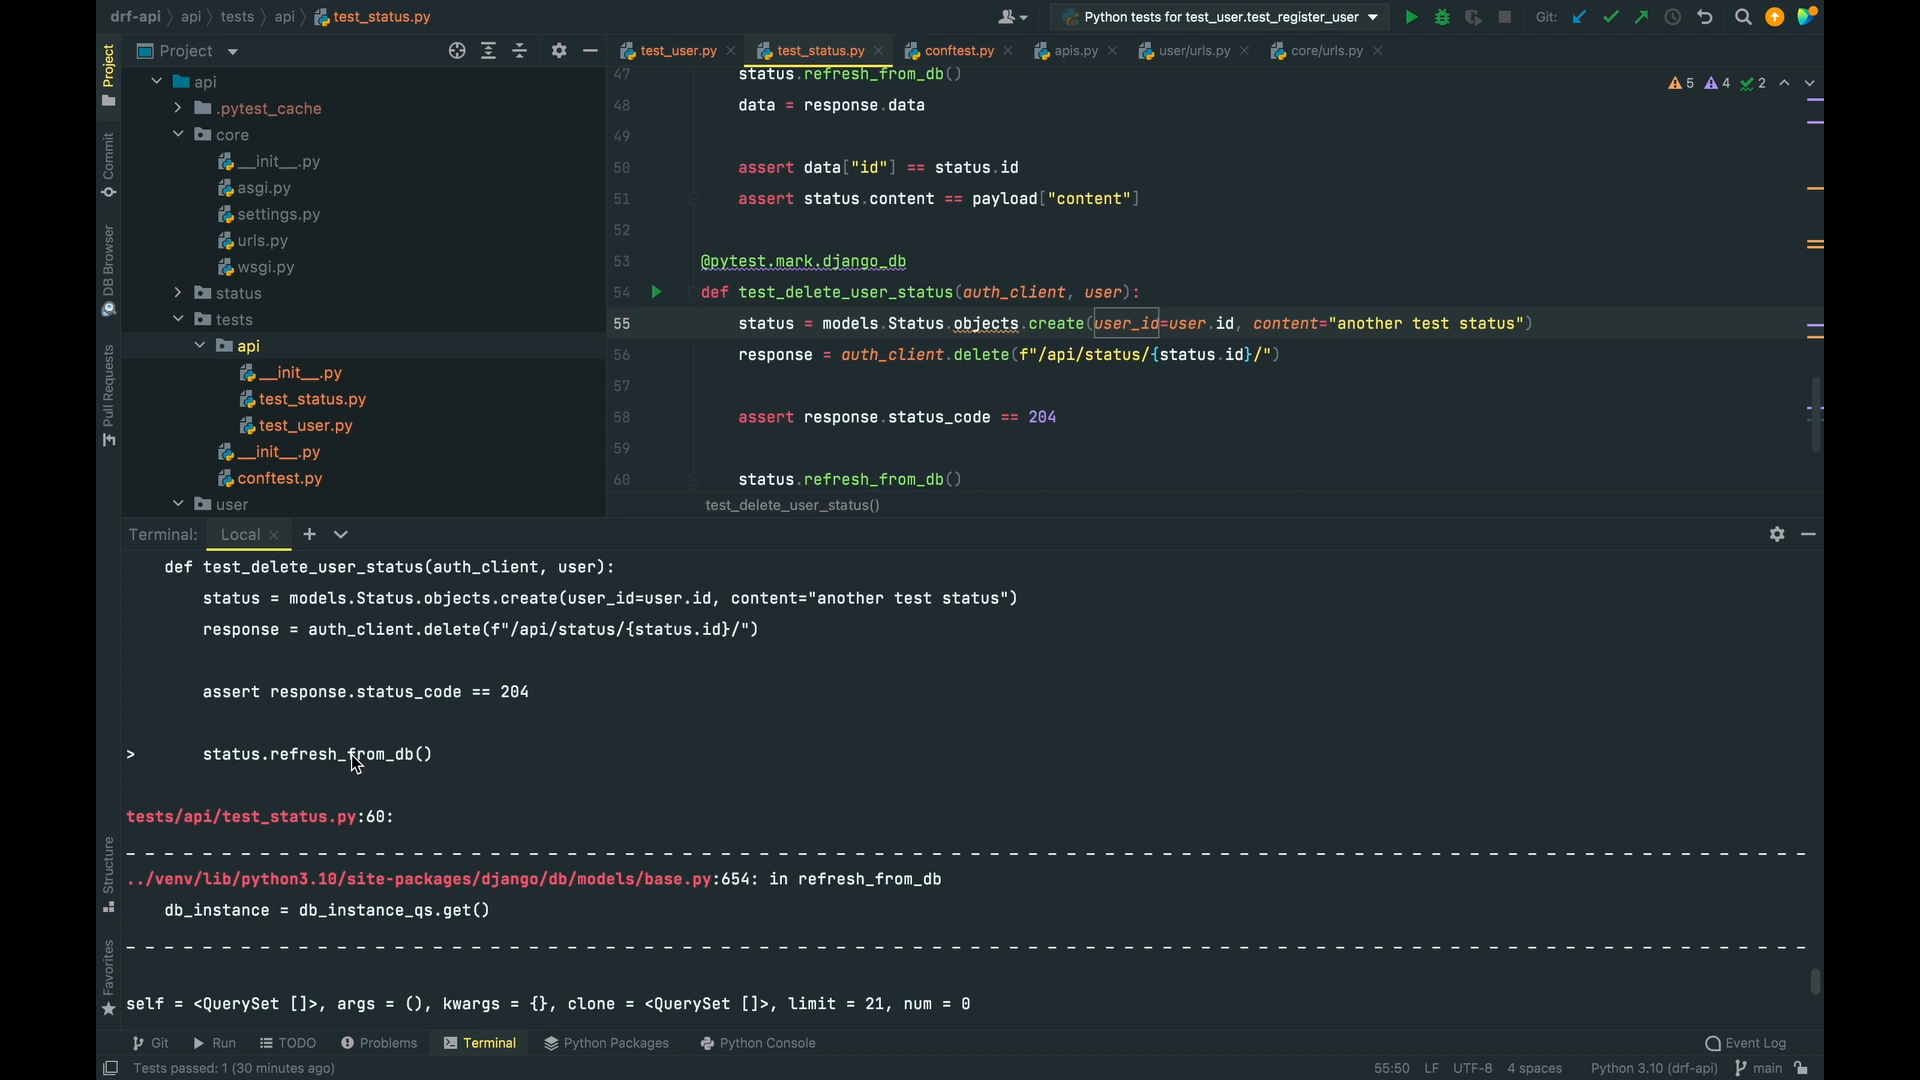 drf-api › api › tests › api › test_status.py
Python tests for test_user.test_register_user
Git:
Project
test_user.py
test_status.py
conftest.py
apis.py
user/urls.py
core/urls.py
Project
Commit
DB Browser
Pull Requests
Structure
Favorites
api
.pytest_cache
core
__init__.py
asgi.py
settings.py
urls.py
wsgi.py
status
tests
api
__init__.py
test_status.py
test_user.py
__init__.py
conftest.py
user
5 4 2
47 status.refresh_from_db()
48 data = response.data
49
50 assert data["id"] == status.id
51 assert status.content == payload["content"]
52
53 @pytest.mark.django_db
54 def test_delete_user_status(auth_client, user):
55 status = models.Status.objects.create(user_id=user.id, content="another test status")
56 response = auth_client.delete(f"/api/status/{status.id}/")
57
58 assert response.status_code == 204
59
60 status.refresh_from_db()
test_delete_user_status()
Terminal: Local
def test_delete_user_status(auth_client, user):
status = models.Status.objects.create(user_id=user.id, content="another test status")
response = auth_client.delete(f"/api/status/{status.id}/")
assert response.status_code == 204
> status.refresh_from_db()
tests/api/test_status.py:60:
_ _ _ _ _ _ _ _ _ _ _ _ _ _ _ _ _ _ _ _ _ _ _ _ _ _ _ _ _ _ _ _ _ _ _ _ _ _ _ _
../venv/lib/python3.10/site-packages/django/db/models/base.py:654: in refresh_from_db
db_instance = db_instance_qs.get()
_ _ _ _ _ _ _ _ _ _ _ _ _ _ _ _ _ _ _ _ _ _ _ _ _ _ _ _ _ _ _ _ _ _ _ _ _ _ _ _
self = <QuerySet []>, args = (), kwargs = {}, clone = <QuerySet []>, limit = 21, num = 0
Git
Run
TODO
Problems
Terminal
Python Packages
Python Console
Event Log
Tests passed: 1 (30 minutes ago)
55:50 LF UTF-8 4 spaces Python 3.10 (drf-api) main